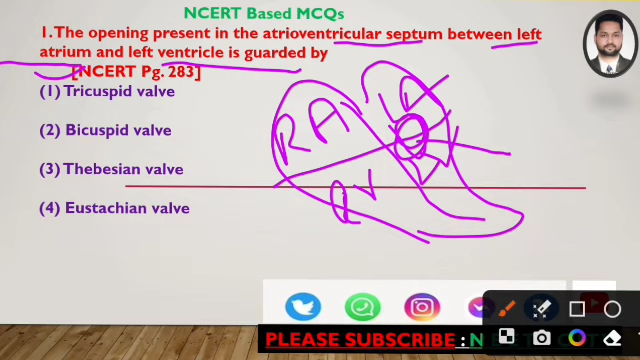 NCERT Based MCQs
1.The opening present in the atrioventricular septum between left
atrium and left ventricle is guarded by
[NCERT Pg. 283]
(1) Tricuspid valve
(2) Bicuspid valve
(3) Thebesian valve
(4) Eustachian valve
RA
LA
RV
PLEASE SUBSCRIBE : N